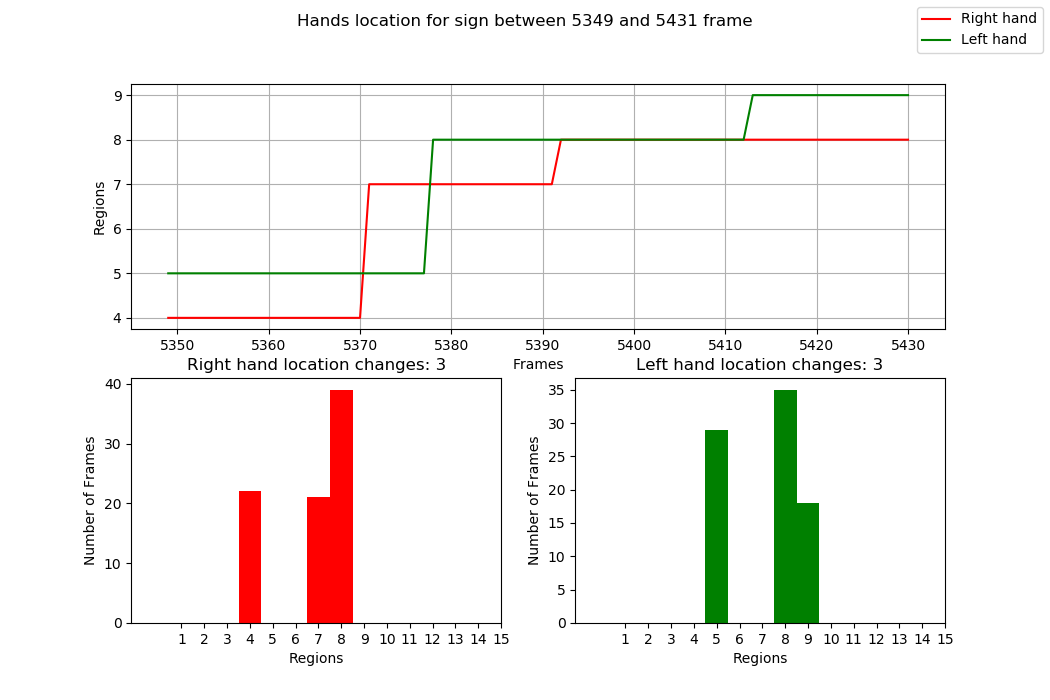 Hands location for sign between 5349 and 5431 frame
Right hand
Left hand
9
8
7
6
5
4
Regions
5350 5360 5370 5380 5390 5400 5410 5420 5430
Frames
Right hand location changes: 3
40
30
20
10
0
Number of Frames
1 2 3 4 5 6 7 8 9 10 11 12 13 14 15
Regions
Left hand location changes: 3
35
30
25
20
15
10
5
0
Number of Frames
1 2 3 4 5 6 7 8 9 10 11 12 13 14 15
Regions